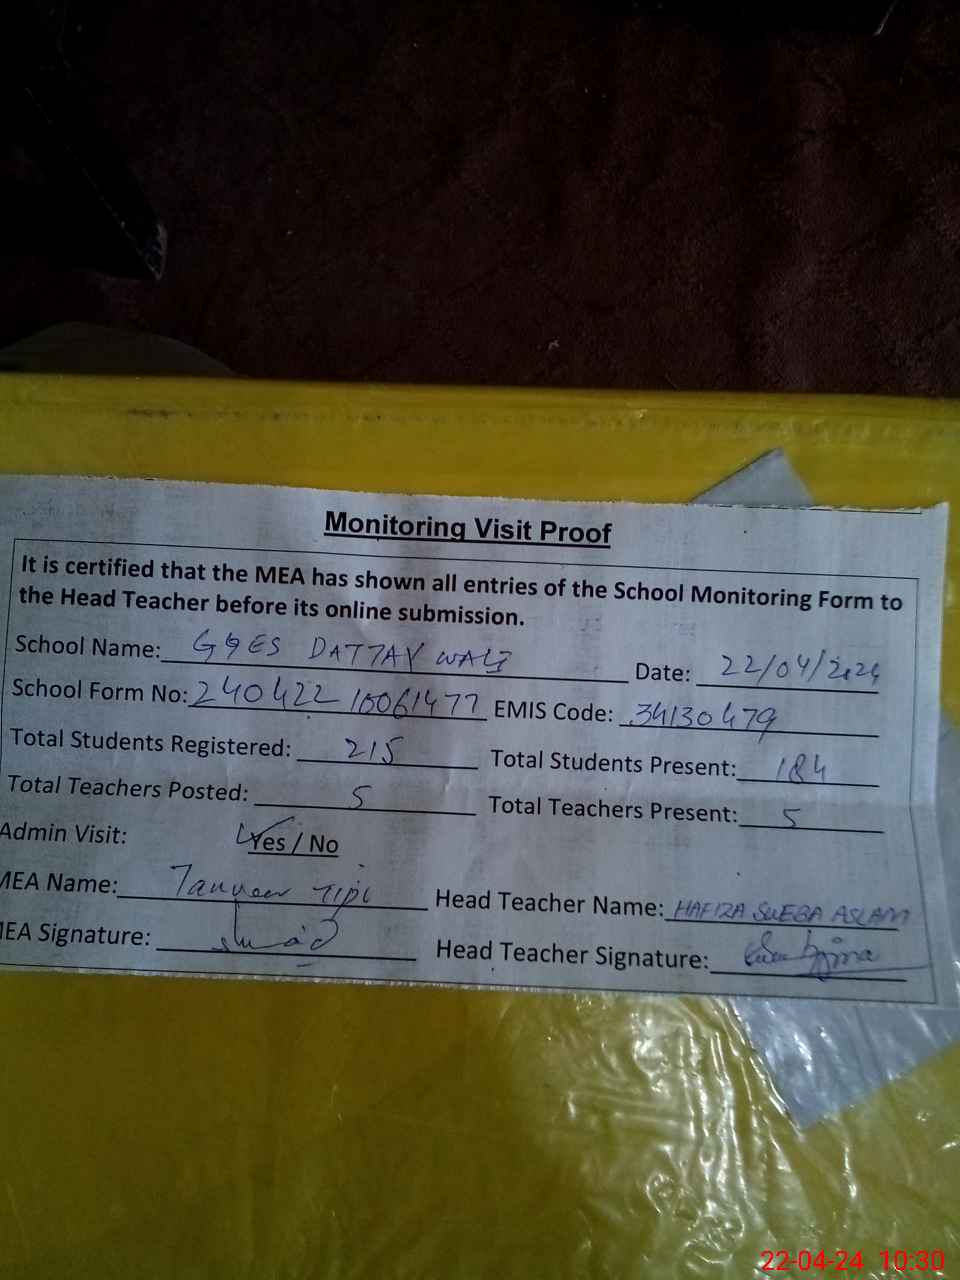 Monitoring Visit Proof
It is certified that the MEA has shown all entries of the School Monitoring Form to
the Head Teacher before its online submission.
School Name: GGES DATTAY WALI Date: 22/04/2024
School Form No: 24042210061477 EMIS Code: 34130479
Total Students Registered: 215 Total Students Present: 184
Total Teachers Posted: 5 Total Teachers Present: 5
Admin Visit: Yes / No
MEA Name: Tanveer Tipu Head Teacher Name: HAFIZA SUEBA ASLAM
MEA Signature: Head Teacher Signature:
22-04-24 10:30